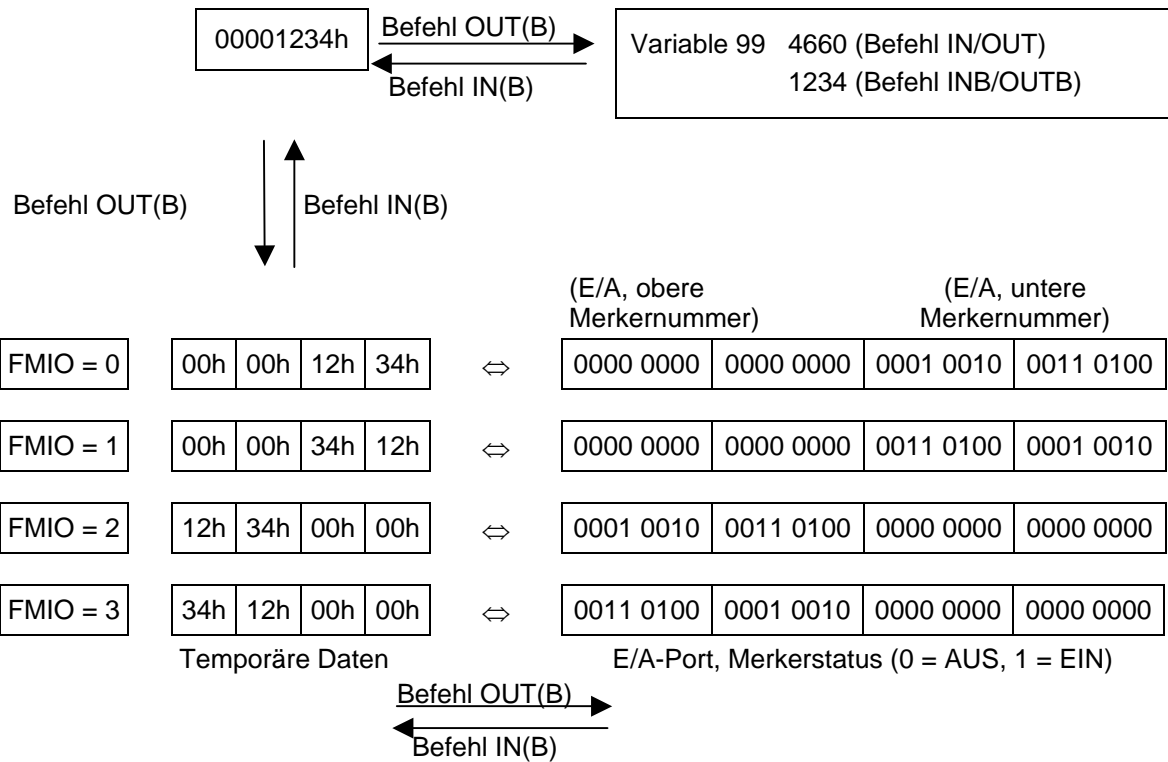 00001234h
Befehl OUT(B)
Befehl IN(B)
Variable 99 4660 (Befehl IN/OUT)
1234 (Befehl INB/OUTB)
Befehl OUT(B)
Befehl IN(B)
(E/A, obere
Merkernummer)
(E/A, untere
Merkernummer)
FMIO = 0 00h 00h 12h 34h ⇔ 0000 0000 0000 0000 0001 0010 0011 0100
FMIO = 1 00h 00h 34h 12h ⇔ 0000 0000 0000 0000 0011 0100 0001 0010
FMIO = 2 12h 34h 00h 00h ⇔ 0001 0010 0011 0100 0000 0000 0000 0000
FMIO = 3 34h 12h 00h 00h ⇔ 0011 0100 0001 0010 0000 0000 0000 0000
Temporäre Daten
E/A-Port, Merkerstatus (0 = AUS, 1 = EIN)
Befehl OUT(B)
Befehl IN(B)